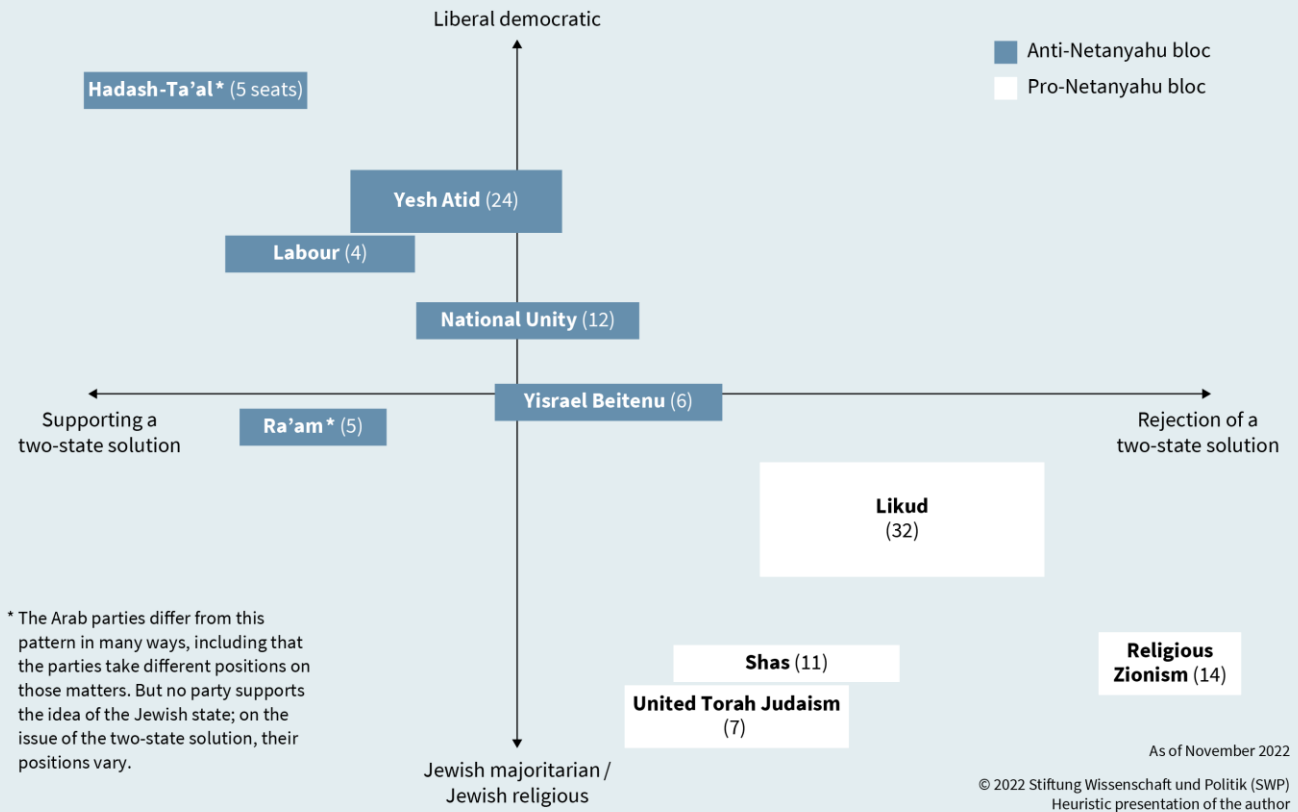 Liberal democratic
Anti-Netanyahu bloc
Pro-Netanyahu bloc
Hadash-Ta’al* (5 seats)
Yesh Atid (24)
Labour (4)
National Unity (12)
Yisrael Beitenu (6)
Supporting a
two-state solution
Ra’am* (5)
Rejection of a
two-state solution
Likud
(32)
Shas (11)
Religious
Zionism (14)
United Torah Judaism
(7)
* The Arab parties differ from this
pattern in many ways, including that
the parties take different positions on
those matters. But no party supports
the idea of the Jewish state; on the
issue of the two-state solution, their
positions vary.
Jewish majoritarian /
Jewish religious
As of November 2022
© 2022 Stiftung Wissenschaft und Politik (SWP)
Heuristic presentation of the author